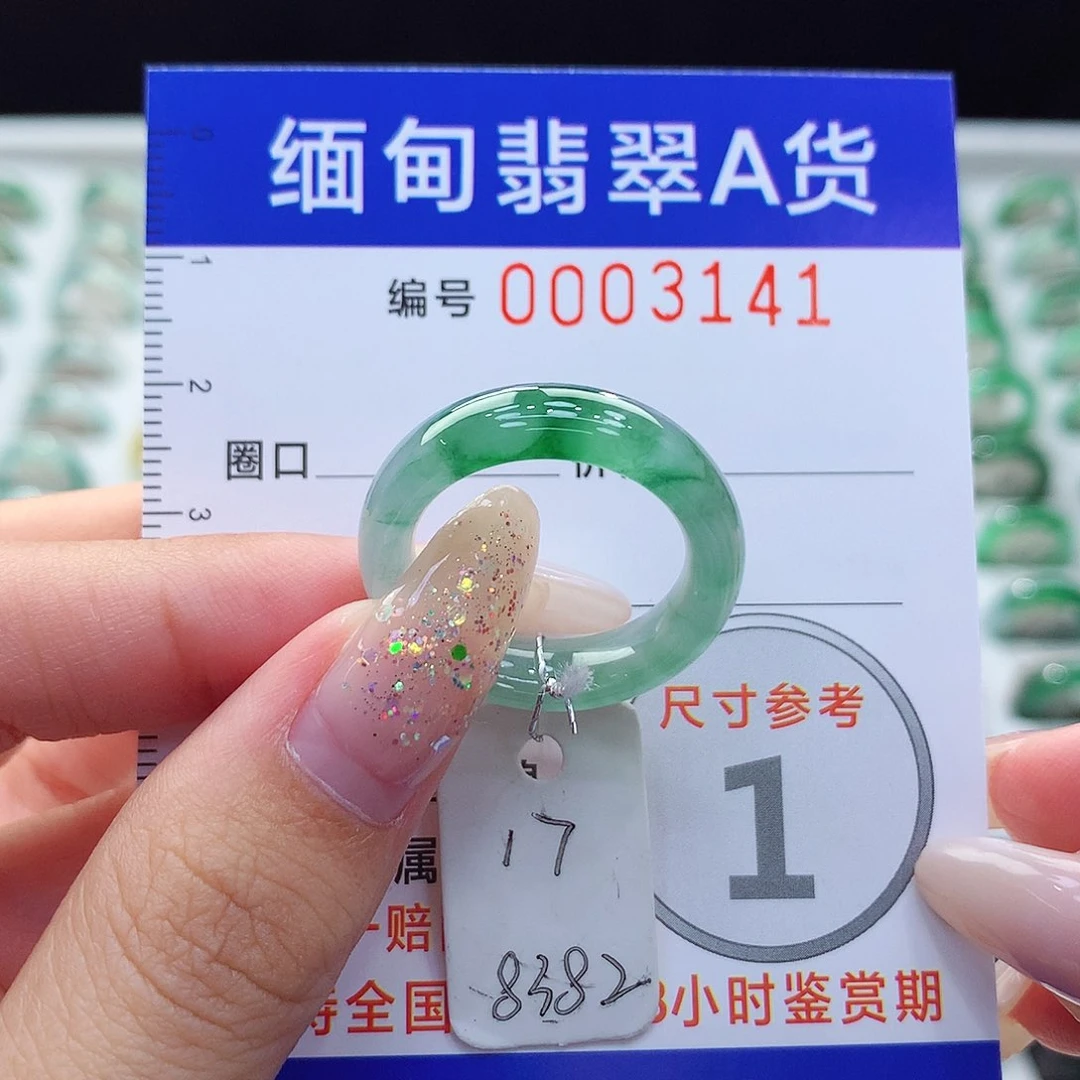 缅甸翡翠A货
0
1
编号 0003141
2
圈口
3
尺寸参考
1
17
属
赔
8382
全国
小时鉴赏期